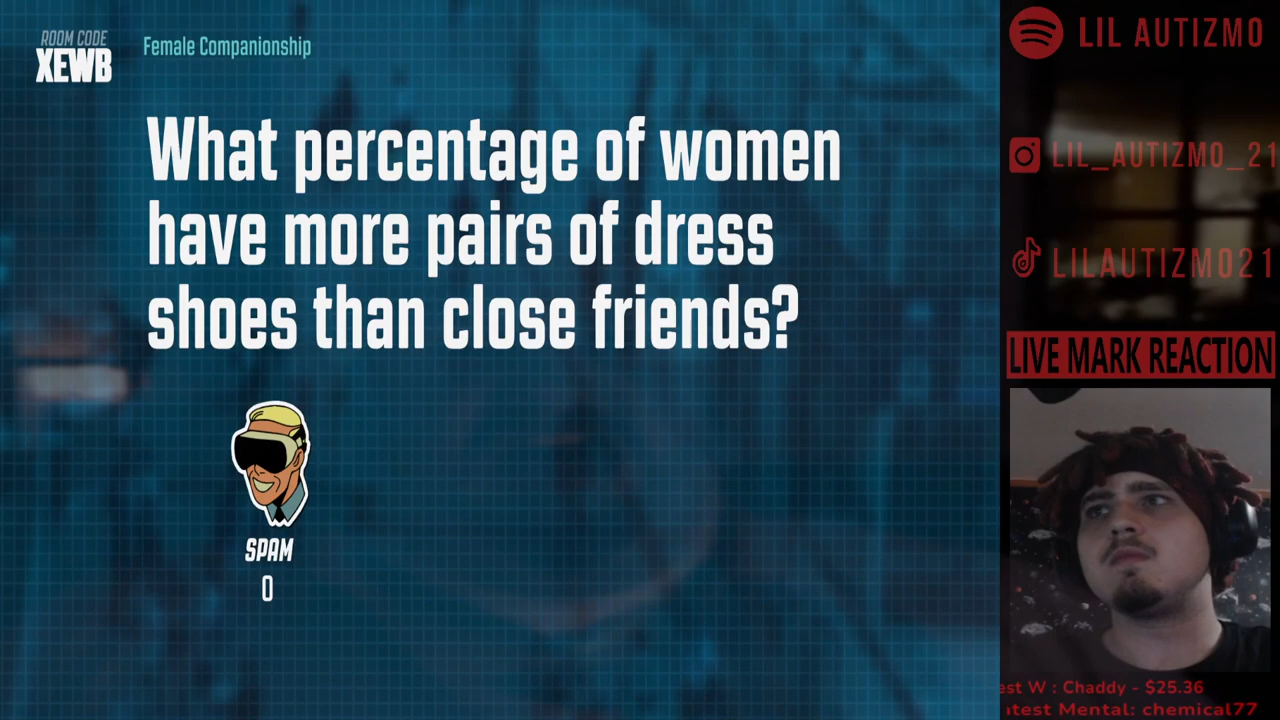 ROOM CODE
XEWB
Female Companionship
What percentage of women
have more pairs of dress
shoes than close friends?
SPAM
0
LIL AUTIZMO
LIL_AUTIZMO_21
LILAUTIZMO21
LIVE MARK REACTION
est W : Chaddy - $25.36
atest Mental: chemical77